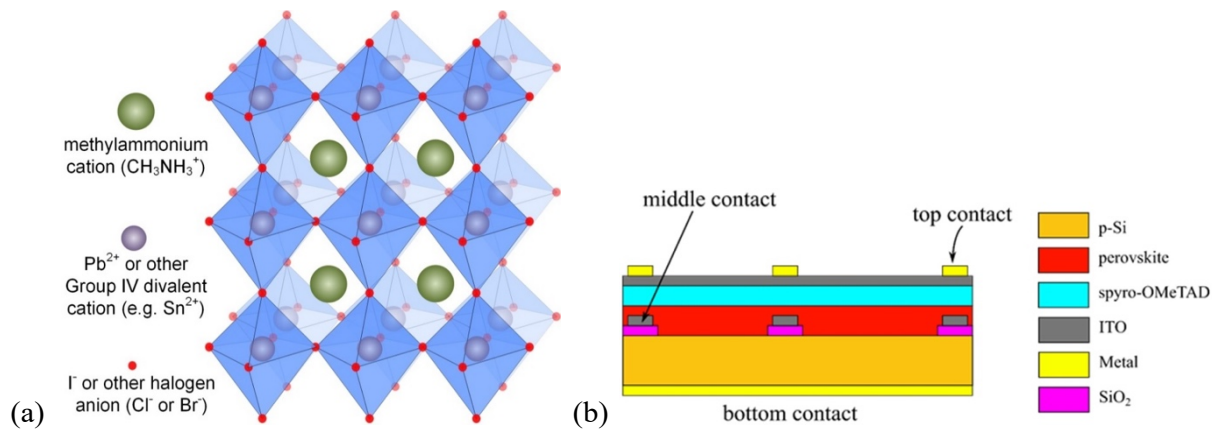 methylammonium
cation (CH₃NH₃⁺)
Pb²⁺ or other
Group IV divalent
cation (e.g. Sn²⁺)
I⁻ or other halogen
anion (Cl⁻ or Br⁻)
(a)
middle contact
top contact
bottom contact
(b)
p-Si
perovskite
spyro-OMeTAD
ITO
Metal
SiO₂